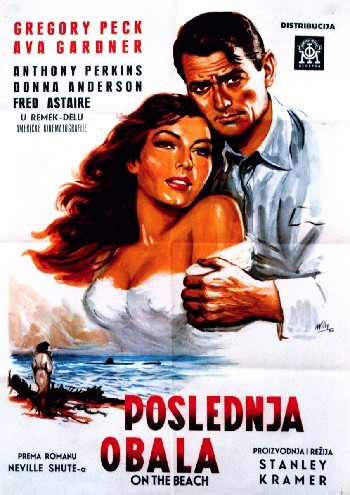 GREGORY PECK
AVA GARDNER
ANTHONY PERKINS
DONNA ANDERSON
FRED ASTAIRE
U REMEK-DELU
AMERIČKE KINEMATOGRAFIJE
DISTRIBUCIJA
POSLEDNJA
OBALA
ON THE BEACH
PREMA ROMANU
NEVILLE SHUTE-a
PROIZVODNJA I REŽIJA
STANLEY
KRAMER